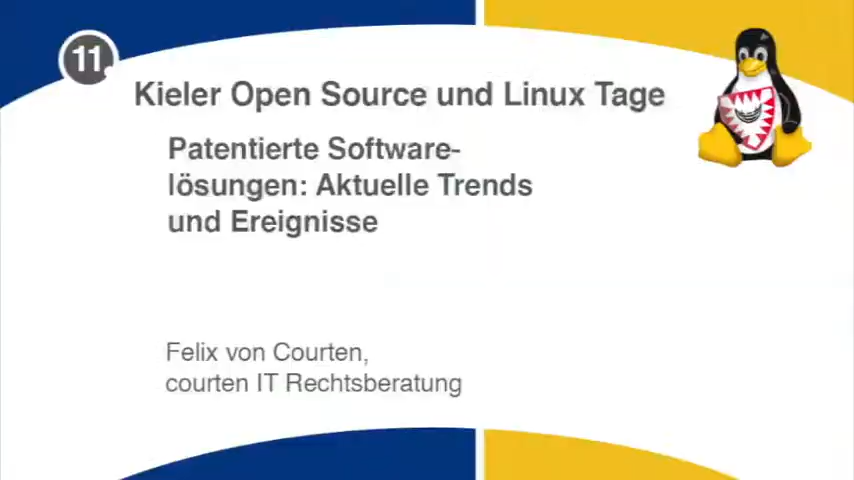 11.
Kieler Open Source und Linux Tage
Patentierte Software-
lösungen: Aktuelle Trends
und Ereignisse
Felix von Courten,
courten IT Rechtsberatung